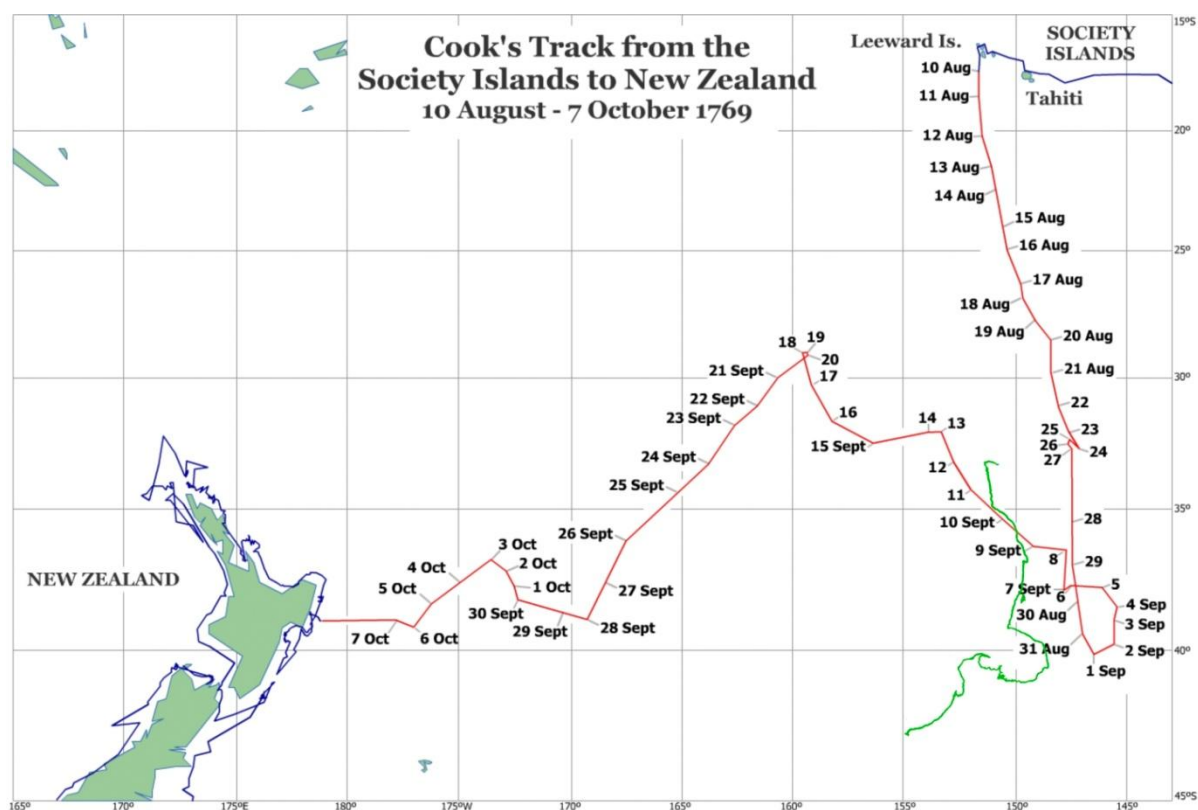 Cook's Track from the
Society Islands to New Zealand
10 August - 7 October 1769
Leeward Is.
SOCIETY
ISLANDS
Tahiti
15ºS
10 Aug
11 Aug
12 Aug
20º
13 Aug
14 Aug
15 Aug
16 Aug
25º
17 Aug
18 Aug
19 Aug
20 Aug
21 Aug
22
23
24
25
26
27
28
29
30 Aug
31 Aug
1 Sep
2 Sep
3 Sep
4 Sep
5
6
7 Sept
8
9 Sept
10 Sept
11
12
13
14
15 Sept
16
17
18
19
20
21 Sept
30º
22 Sept
23 Sept
24 Sept
25 Sept
35º
26 Sept
27 Sept
28 Sept
29 Sept
30 Sept
1 Oct
2 Oct
3 Oct
4 Oct
5 Oct
6 Oct
7 Oct
NEW ZEALAND
40º
45ºS
165º
170º
175ºE
180º
175ºW
170º
165º
160º
155º
150º
145º